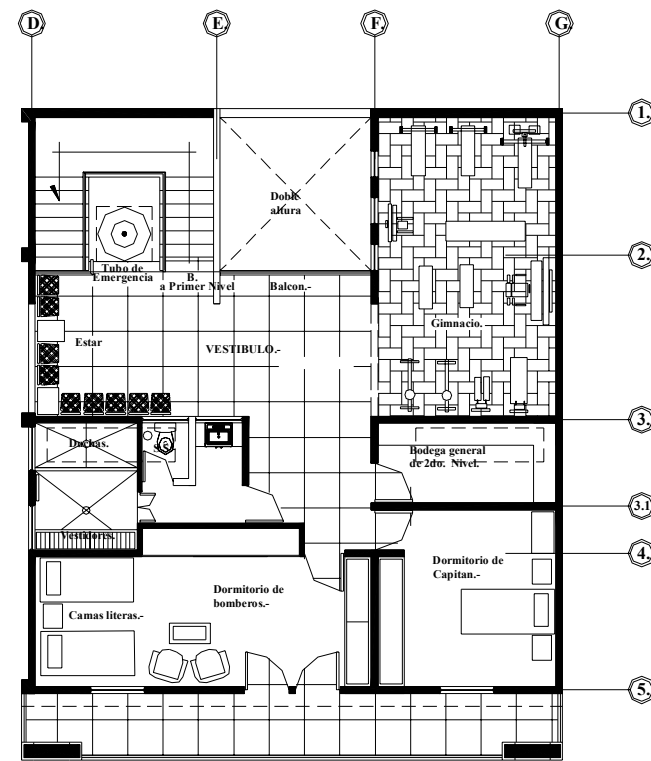 D.
E.
F.
G.
1.
Doble
altura
2.
Tubo de
Emergencia
B.
a Primer Nivel
Balcon.-
Gimnacio.
Estar
VESTIBULO.-
3.
Duchas.
S.S.
Bodega general
de 2do. Nivel.
3.1
Vestidores.
4.
Dormitorio de
Capitan.-
Dormitorio de
bomberos.-
Camas literas.-
5.